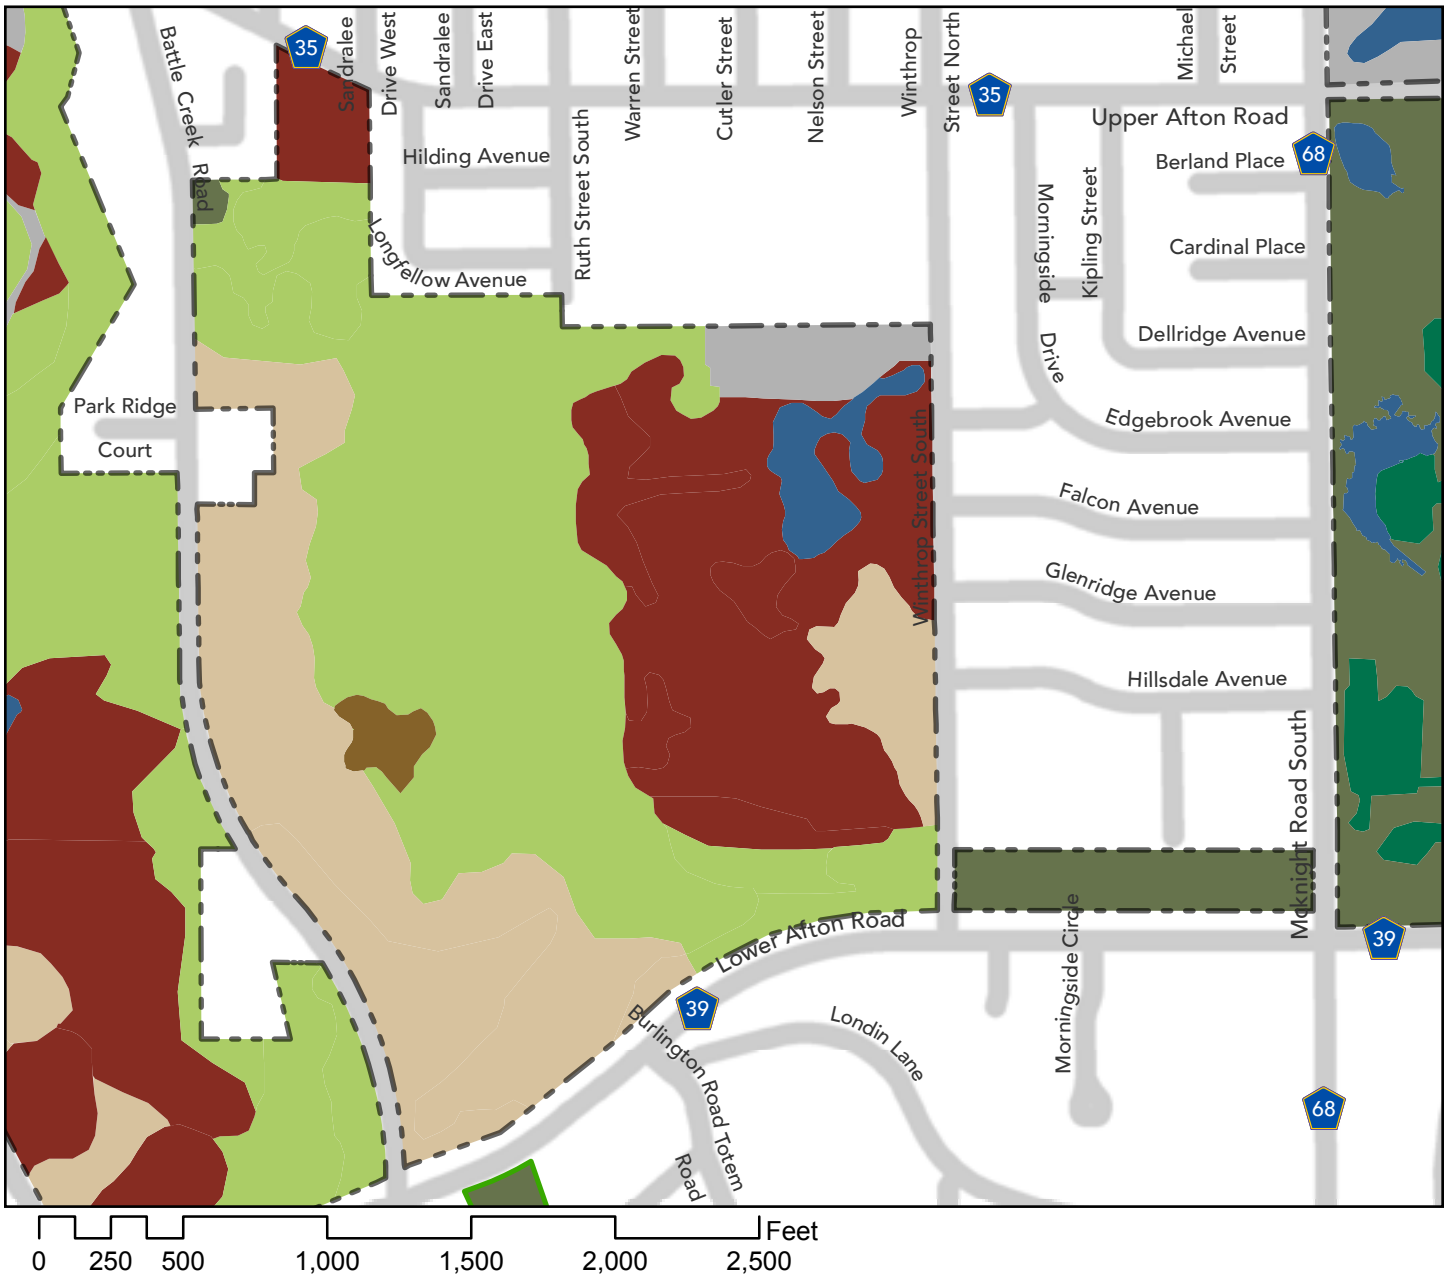 35
Battle Creek Road
Sandralee
Drive West
Sandralee
Drive East
Warren Street
Cutler Street
Nelson Street
Winthrop
Street North
35
Michael
Street
Upper Afton Road
68
Berland Place
Hilding Avenue
Ruth Street South
Longfellow Avenue
Morningside Drive
Kipling Street
Cardinal Place
Dellridge Avenue
Park Ridge
Court
Edgebrook Avenue
Winthrop Street South
Falcon Avenue
Glenridge Avenue
Hillsdale Avenue
Mcknight Road South
Lower Afton Road
39
39
Burlington Road Totem
Road
Londin Lane
Morningside Circle
68
Feet
0 250 500 1,000 1,500 2,000 2,500